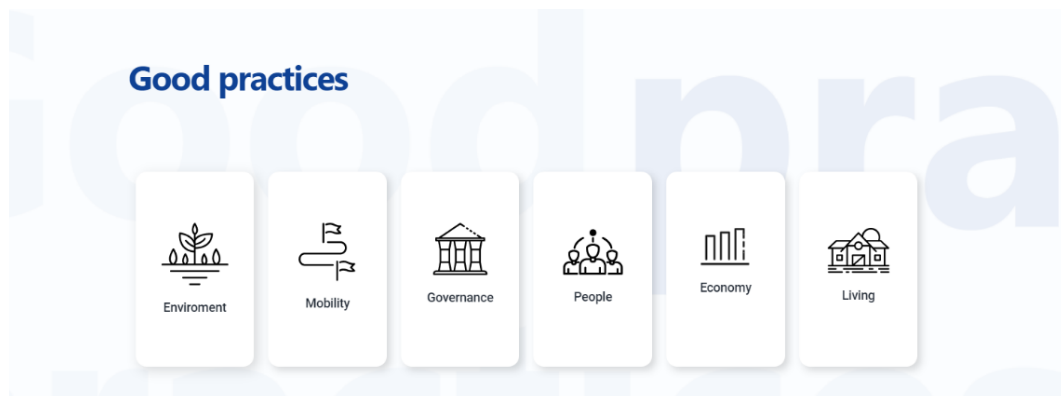 Good practices
Enviroment
Mobility
Governance
People
Economy
Living